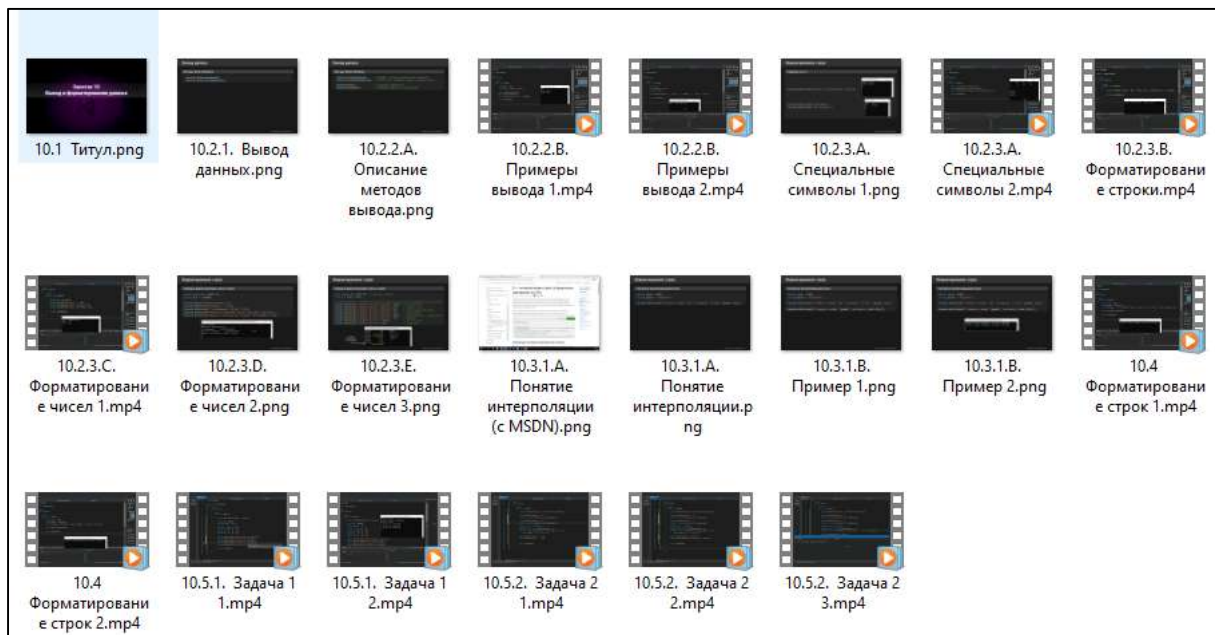 10.1 Титул.png
10.2.1. Вывод
данных.png
10.2.2.A.
Описание
методов
вывода.png
10.2.2.B.
Примеры
вывода 1.mp4
10.2.2.B.
Примеры
вывода 2.mp4
10.2.3.A.
Специальные
символы 1.png
10.2.3.A.
Специальные
символы 2.mp4
10.2.3.B.
Форматировани
е строки.mp4
10.2.3.C.
Форматировани
е чисел 1.mp4
10.2.3.D.
Форматировани
е чисел 2.png
10.2.3.E.
Форматировани
е чисел 3.png
10.3.1.A.
Понятие
интерполяции
(с MSDN).png
10.3.1.A.
Понятие
интерполяции.p
ng
10.3.1.B.
Пример 1.png
10.3.1.B.
Пример 2.png
10.4
Форматировани
е строк 1.mp4
10.4
Форматировани
е строк 2.mp4
10.5.1. Задача 1
1.mp4
10.5.1. Задача 1
2.mp4
10.5.2. Задача 2
1.mp4
10.5.2. Задача 2
2.mp4
10.5.2. Задача 2
3.mp4